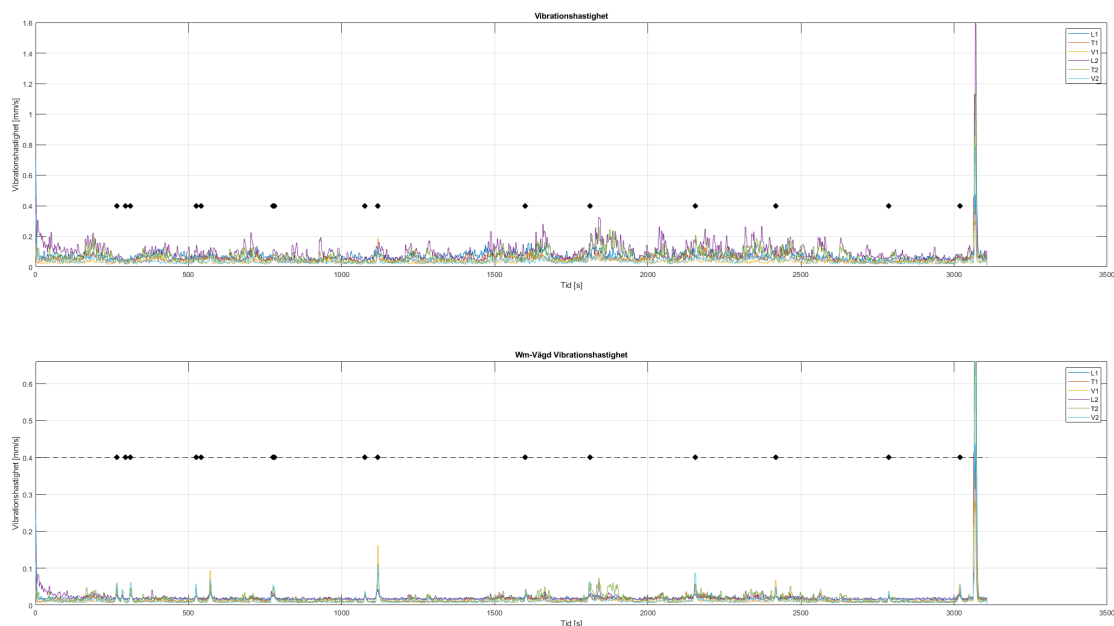 Vibrationshastighet
1.6
1.4
1.2
1
0.8
0.6
0.4
0.2
0
Vibrationshastighet [mm/s]
L1
T1
V1
L2
T2
V2
0 500 1000 1500 2000 2500 3000 3500
Tid [s]
Wm-Vägd Vibrationshastighet
0.6
0.5
0.4
0.3
0.2
0.1
0
Vibrationshastighet [mm/s]
L1
T1
V1
L2
T2
V2
0 500 1000 1500 2000 2500 3000 3500
Tid [s]